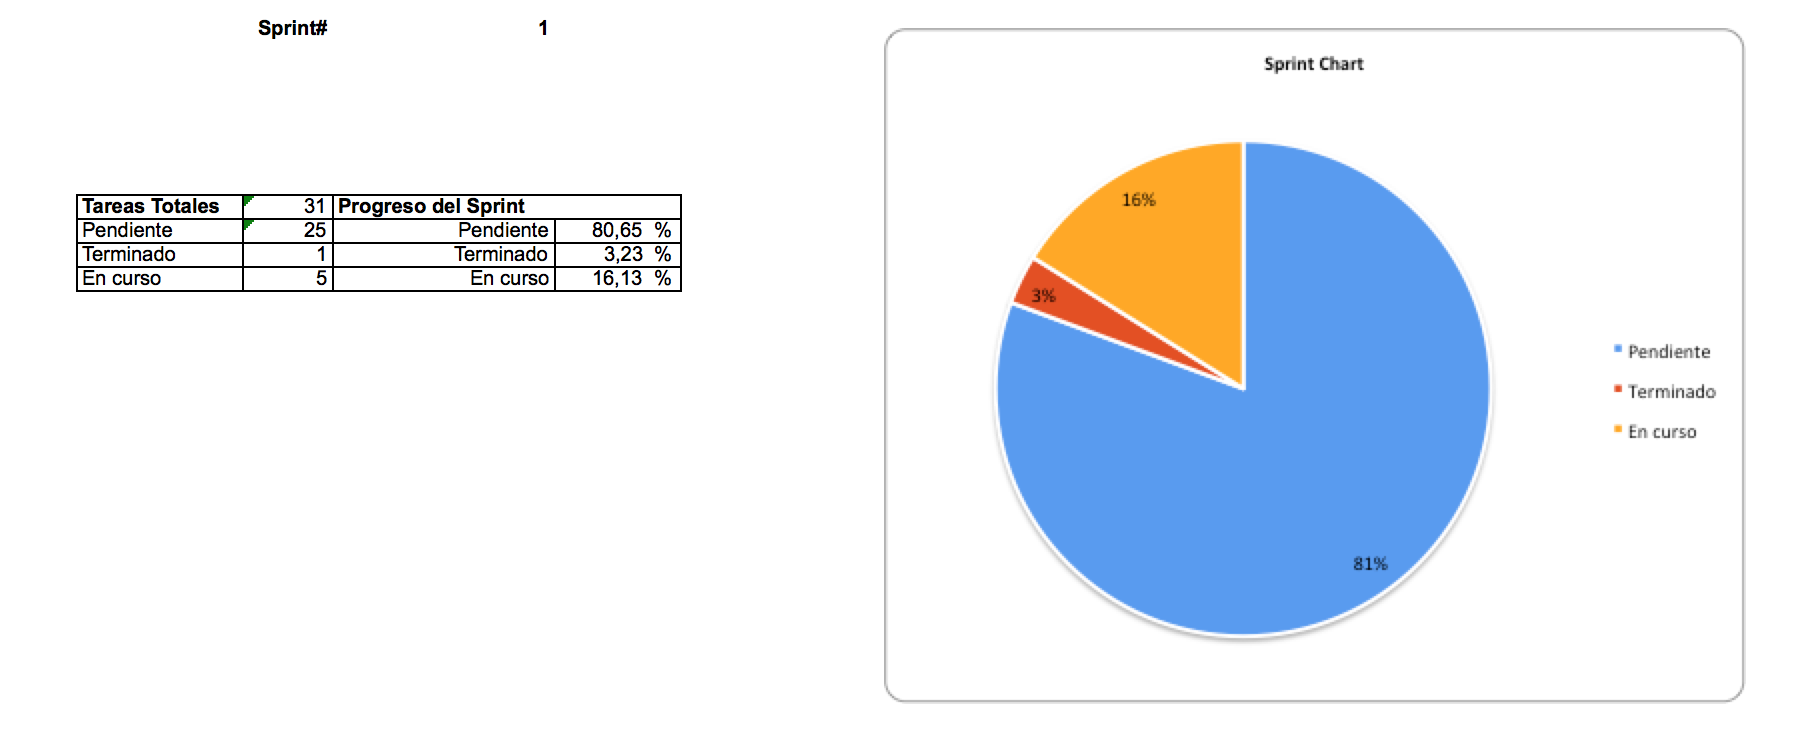 Sprint# 1
Tareas Totales 31 Progreso del Sprint
Pendiente 25 Pendiente 80,65 %
Terminado 1 Terminado 3,23 %
En curso 5 En curso 16,13 %
Sprint Chart
16%
3%
81%
Pendiente
Terminado
En curso